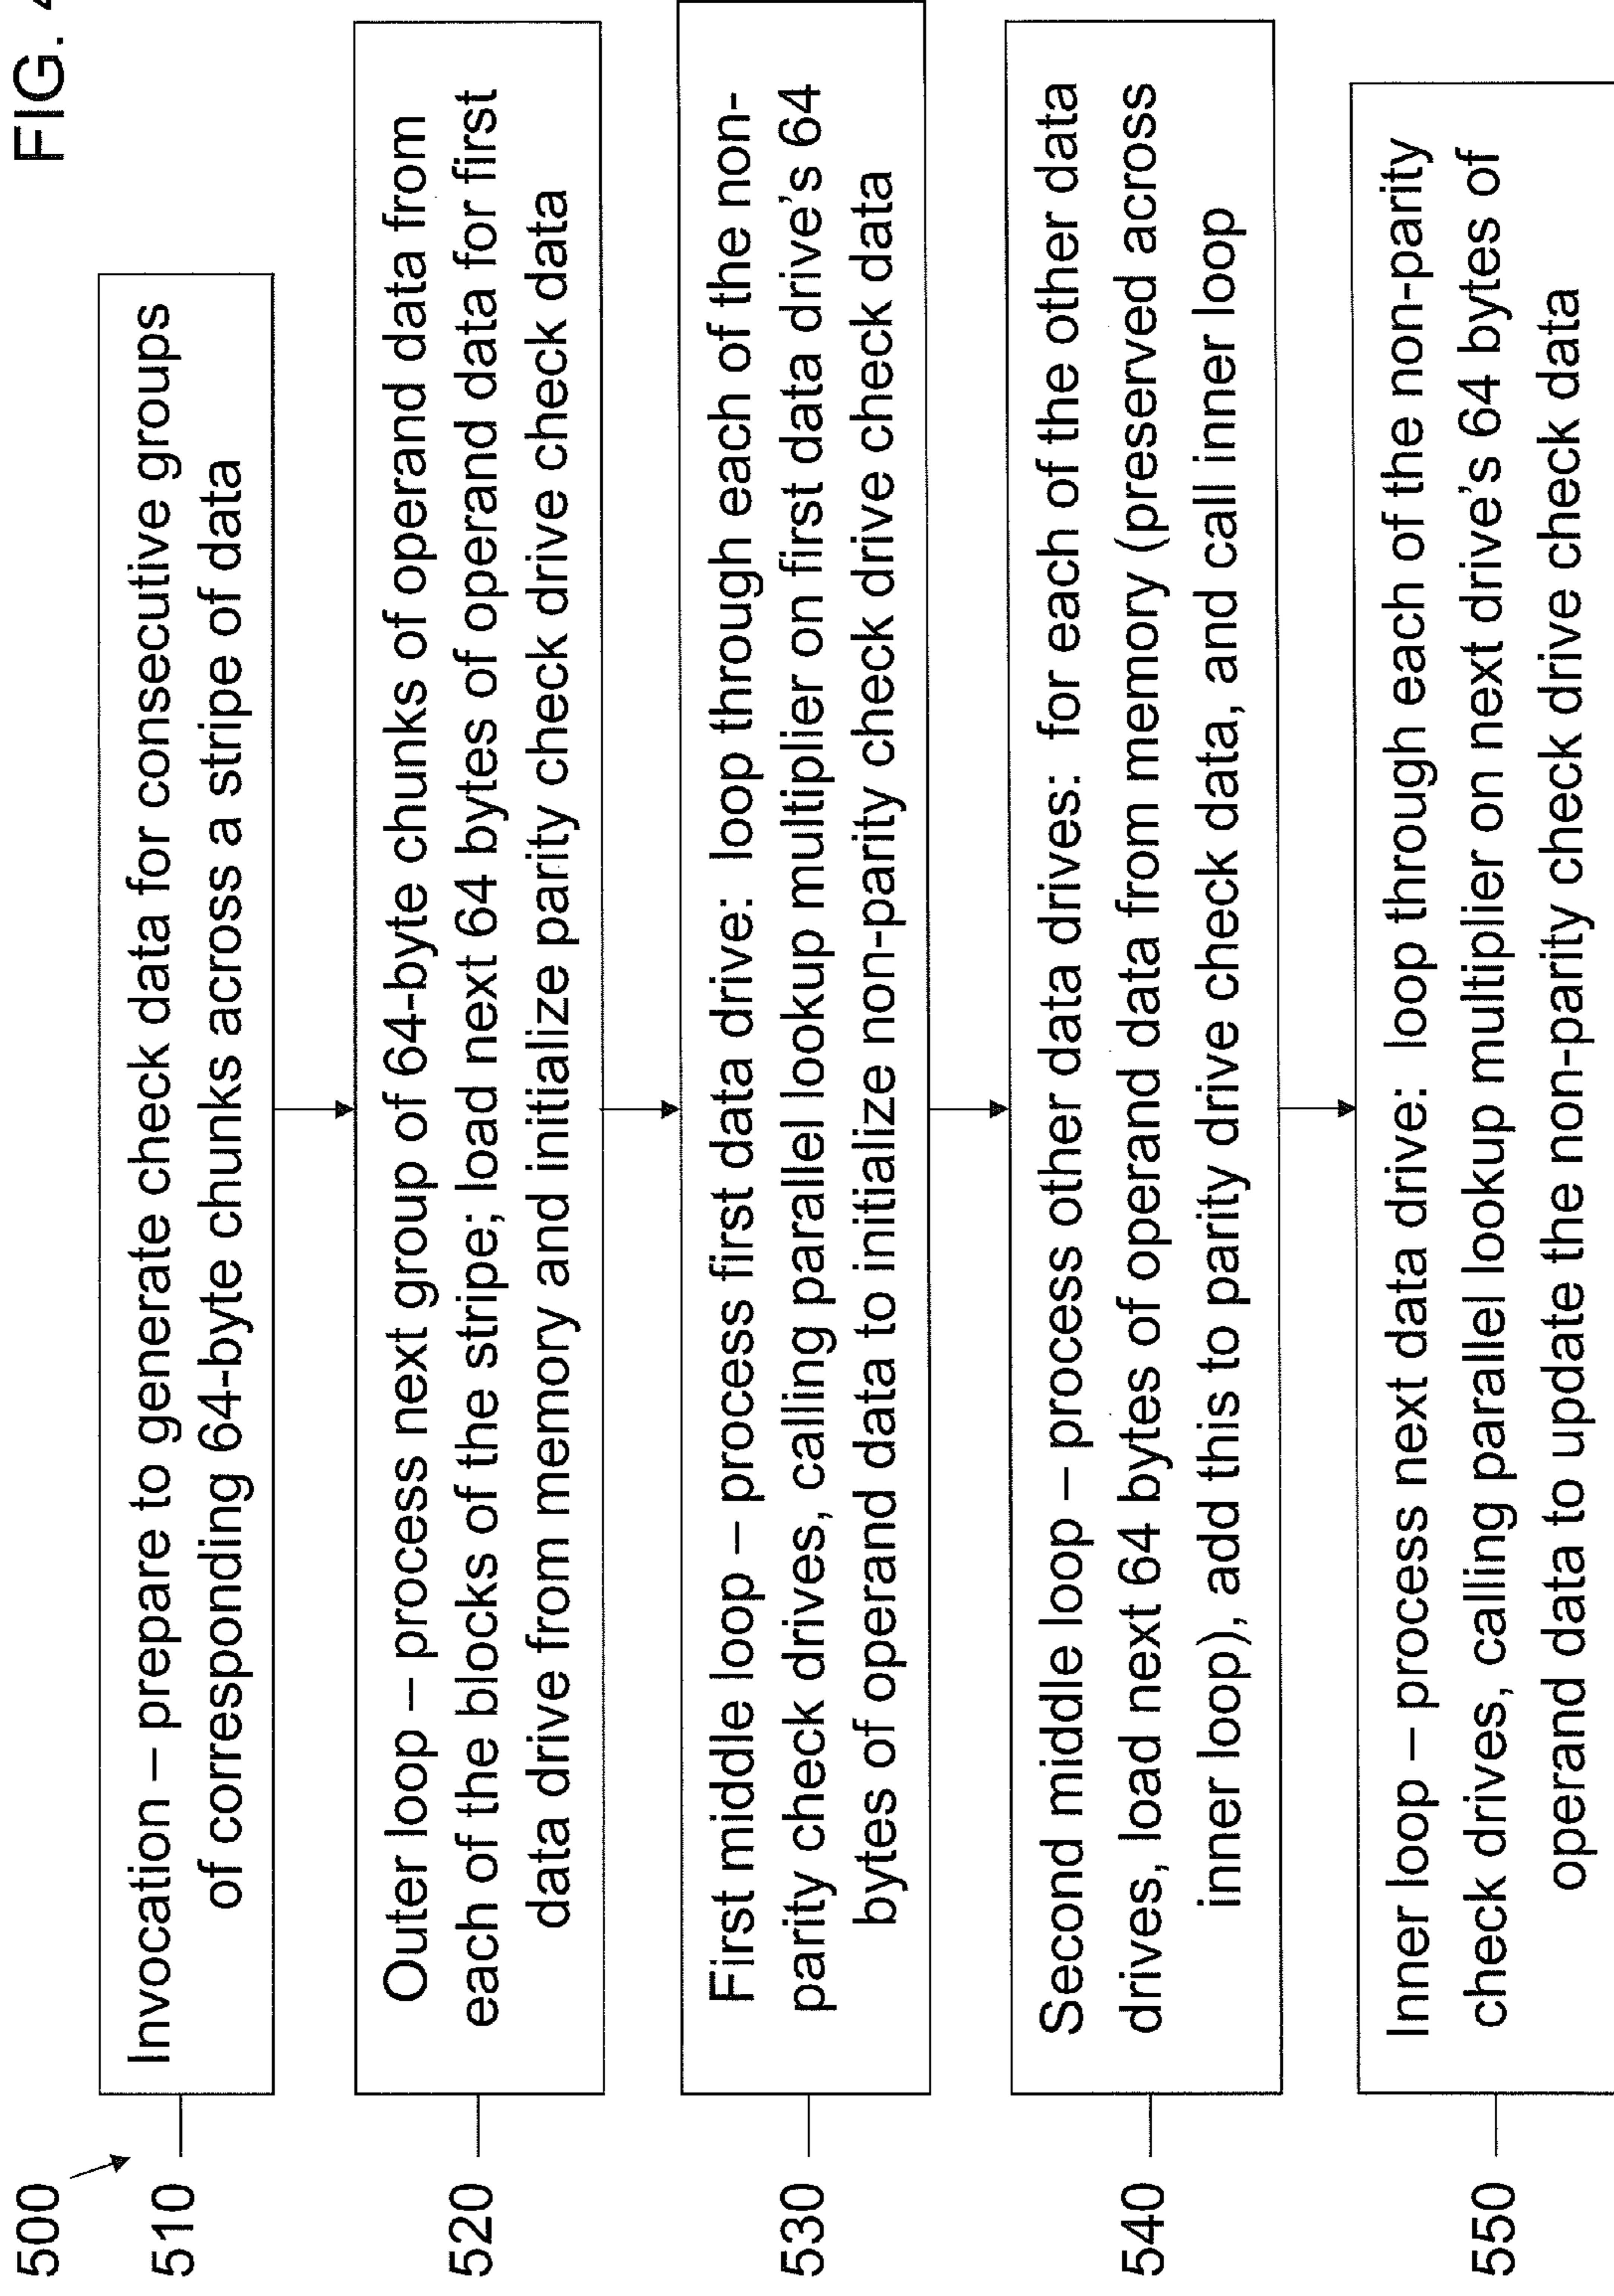 FIG. 4
500
510
Invocation – prepare to generate check data for consecutive groups
of corresponding 64-byte chunks across a stripe of data
520
Outer loop – process next group of 64-byte chunks of operand data from
each of the blocks of the stripe; load next 64 bytes of operand data for first
data drive from memory and initialize parity check drive check data
530
First middle loop – process first data drive: loop through each of the non-
parity check drives, calling parallel lookup multiplier on first data drive's 64
bytes of operand data to initialize non-parity check drive check data
540
Second middle loop – process other data drives: for each of the other data
drives, load next 64 bytes of operand data from memory (preserved across
inner loop), add this to parity drive check data, and call inner loop
550
Inner loop – process next data drive: loop through each of the non-parity
check drives, calling parallel lookup multiplier on next drive's 64 bytes of
operand data to update the non-parity check drive check data